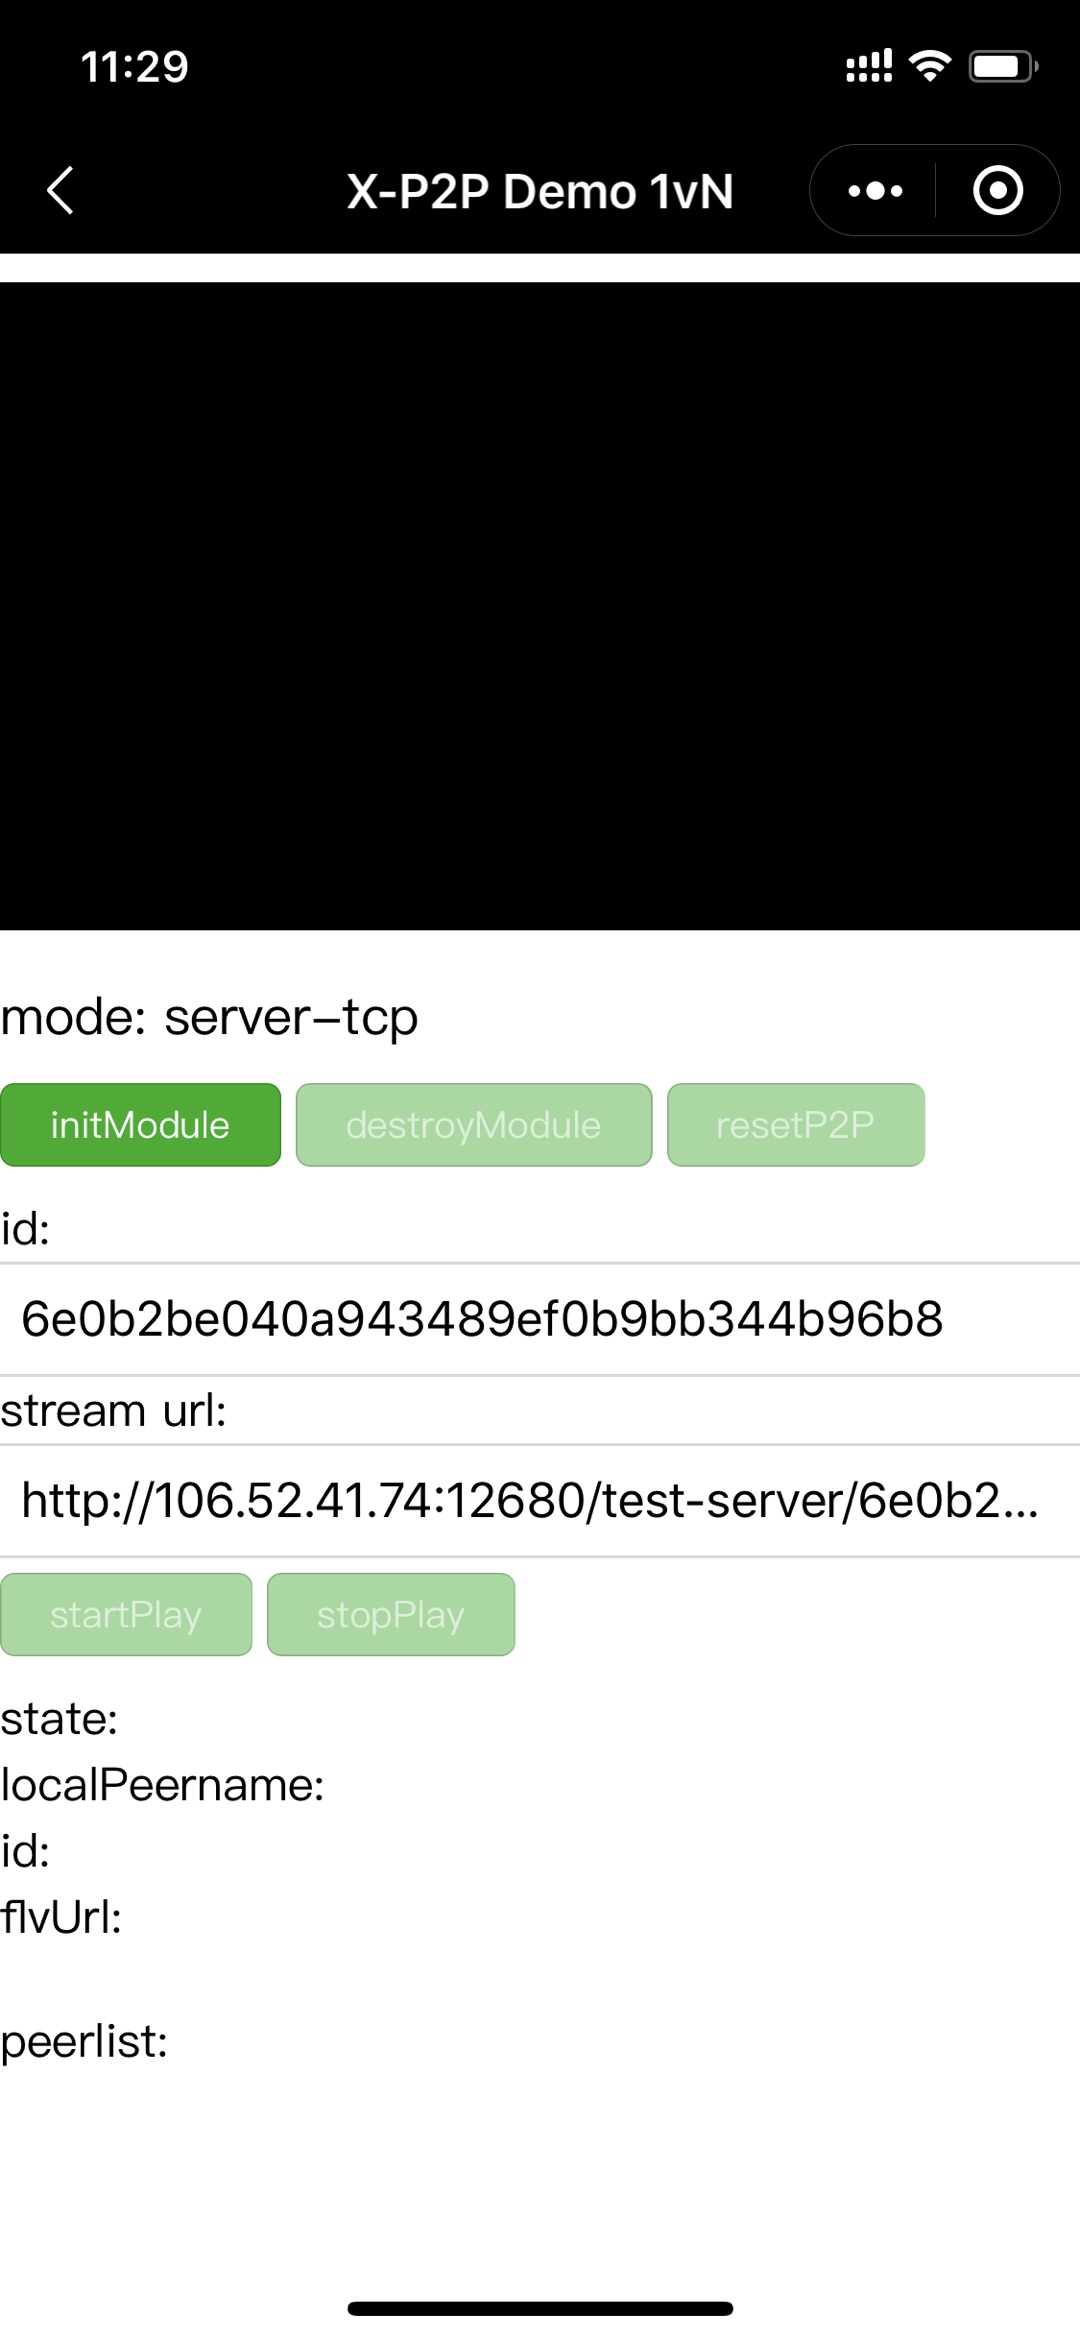 11:29
X-P2P Demo 1vN
mode: server-tcp
initModule destroyModule resetP2P
id:
6e0b2be040a943489ef0b9bb344b96b8
stream url:
http://106.52.41.74:12680/test-server/6e0b2...
startPlay stopPlay
state:
localPeername:
id:
flvUrl:
peerlist: